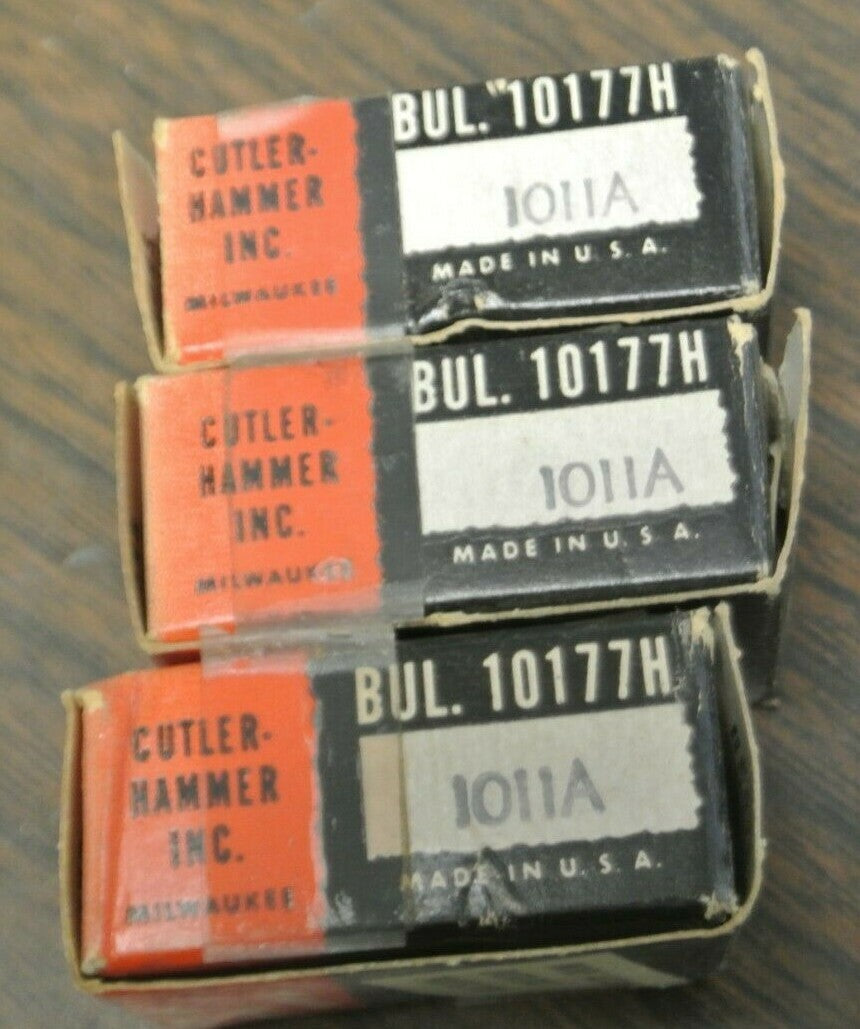 CUTLER-
HAMMER
INC.
MILWAUKEE
BUL. 10177H
1011A
MADE IN U. S. A.
CUTLER-
HAMMER
INC.
MILWAUKEE
BUL. 10177H
1011A
MADE IN U. S. A.
CUTLER-
HAMMER
INC.
MILWAUKEE
BUL. 10177H
1011A
MADE IN U. S. A.